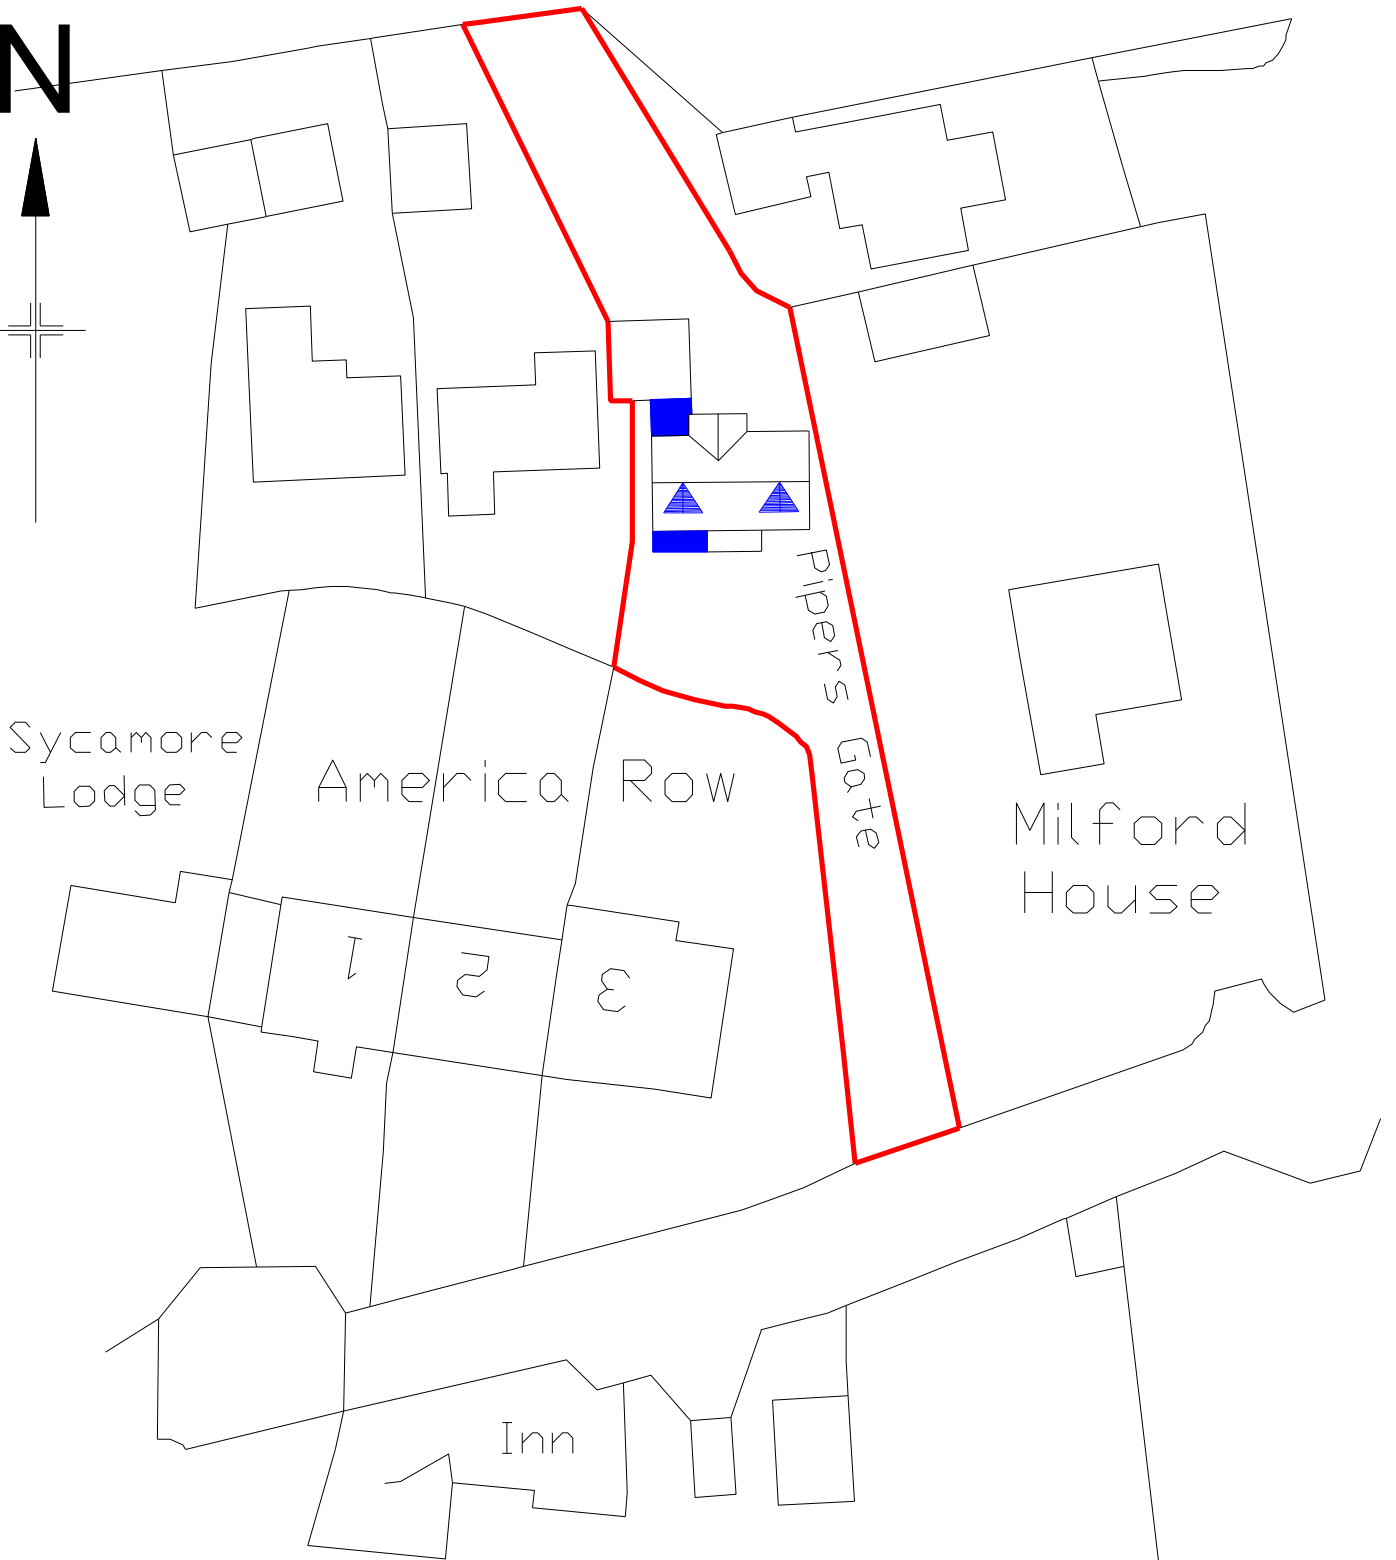 N
Pipers Gate
Sycamore
Lodge
America Row
Milford
House
1
2
3
Inn